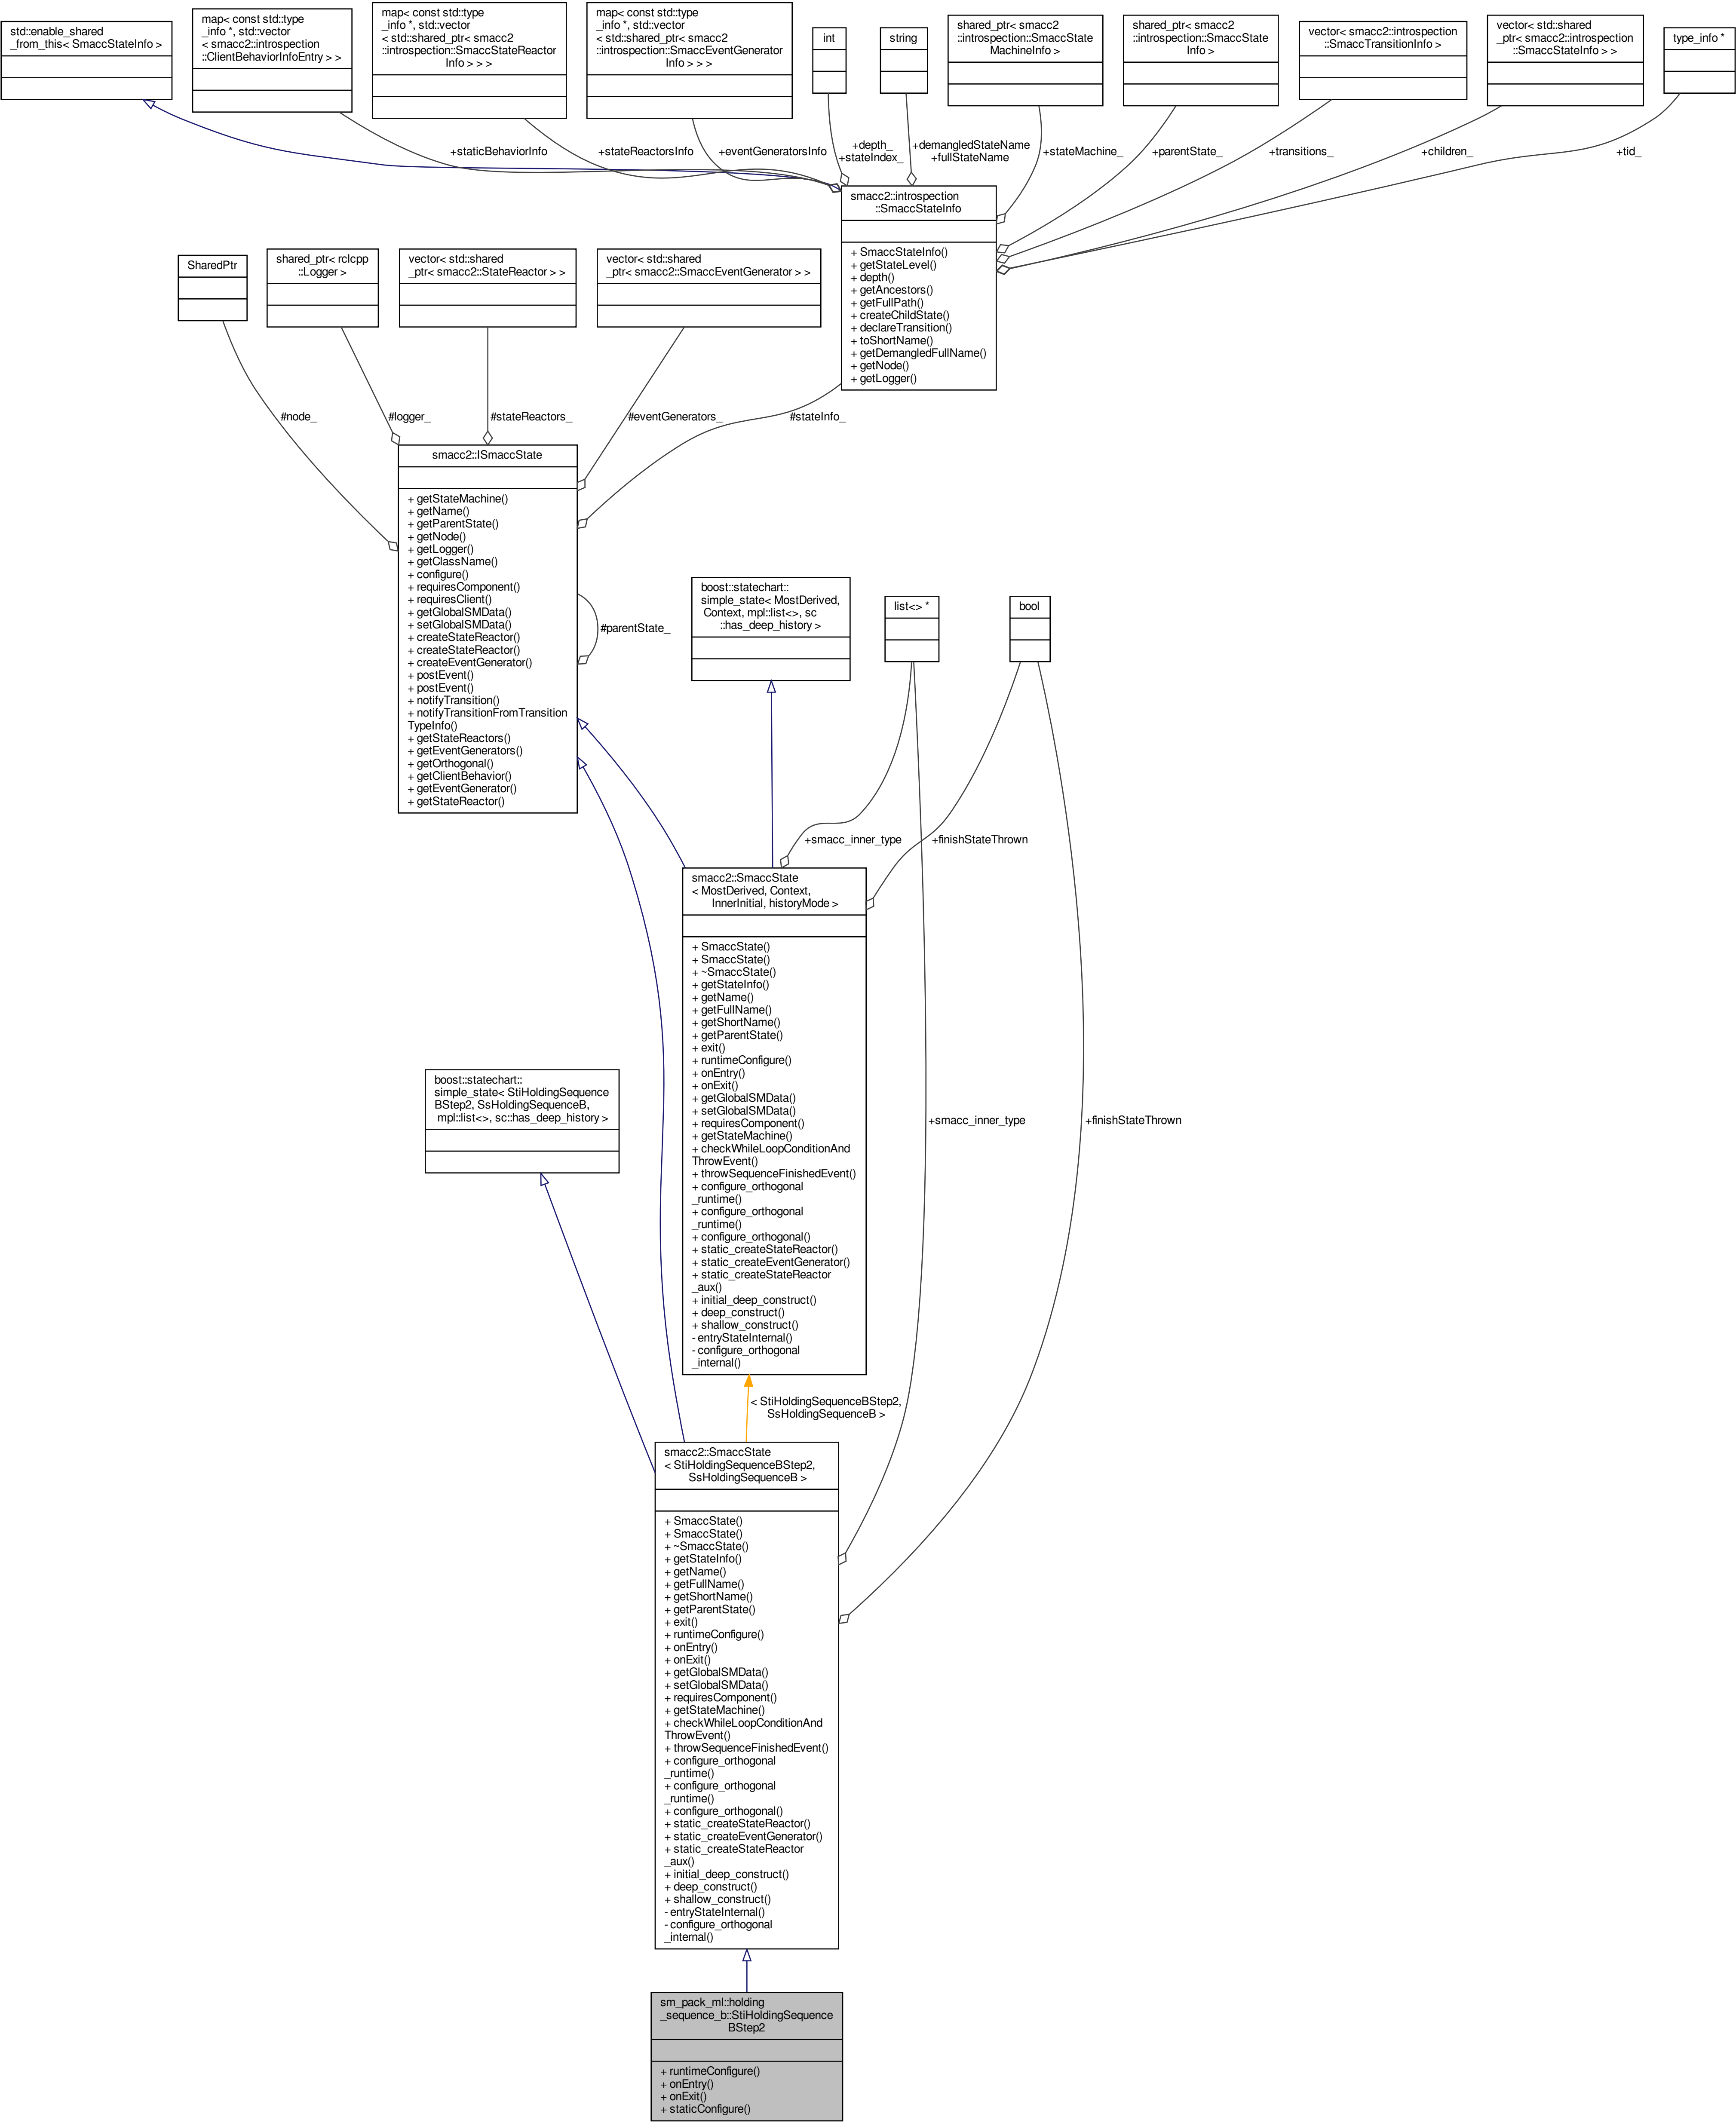 std::enable_shared
_from_this< SmaccStateInfo >
map< const std::type
_info *, std::vector
< smacc2::introspection
::ClientBehaviorInfoEntry > >
map< const std::type
_info *, std::vector
< std::shared_ptr< smacc2
::introspection::SmaccStateReactor
Info > > >
map< const std::type
_info *, std::vector
< std::shared_ptr< smacc2
::introspection::SmaccEventGenerator
Info > > >
int
string
shared_ptr< smacc2
::introspection::SmaccState
MachineInfo >
shared_ptr< smacc2
::introspection::SmaccState
Info >
vector< smacc2::introspection
::SmaccTransitionInfo >
vector< std::shared
_ptr< smacc2::introspection
::SmaccStateInfo > >
type_info *
+staticBehaviorInfo
+stateReactorsInfo
+eventGeneratorsInfo
+depth_
+stateIndex_
+demangledStateName
+fullStateName
+stateMachine_
+parentState_
+transitions_
+children_
+tid_
smacc2::introspection
::SmaccStateInfo
+ SmaccStateInfo()
+ getStateLevel()
+ depth()
+ getAncestors()
+ getFullPath()
+ createChildState()
+ declareTransition()
+ toShortName()
+ getDemangledFullName()
+ getNode()
+ getLogger()
SharedPtr
shared_ptr< rclcpp
::Logger >
vector< std::shared
_ptr< smacc2::StateReactor > >
vector< std::shared
_ptr< smacc2::SmaccEventGenerator > >
#node_
#logger_
#stateReactors_
#eventGenerators_
#stateInfo_
smacc2::ISmaccState
+ getStateMachine()
+ getName()
+ getParentState()
+ getNode()
+ getLogger()
+ getClassName()
+ configure()
+ requiresComponent()
+ requiresClient()
+ getGlobalSMData()
+ setGlobalSMData()
+ createStateReactor()
+ createStateReactor()
+ createEventGenerator()
+ postEvent()
+ postEvent()
+ notifyTransition()
+ notifyTransitionFromTransition
TypeInfo()
+ getStateReactors()
+ getEventGenerators()
+ getOrthogonal()
+ getClientBehavior()
+ getEventGenerator()
+ getStateReactor()
#parentState_
boost::statechart::
simple_state< MostDerived,
Context, mpl::list<>, sc
::has_deep_history >
list<> *
bool
+smacc_inner_type
+finishStateThrown
smacc2::SmaccState
< MostDerived, Context,
InnerInitial, historyMode >
+ SmaccState()
+ SmaccState()
+ ~SmaccState()
+ getStateInfo()
+ getName()
+ getFullName()
+ getShortName()
+ getParentState()
+ exit()
+ runtimeConfigure()
+ onEntry()
+ onExit()
+ getGlobalSMData()
+ setGlobalSMData()
+ requiresComponent()
+ getStateMachine()
+ checkWhileLoopConditionAnd
ThrowEvent()
+ throwSequenceFinishedEvent()
+ configure_orthogonal
_runtime()
+ configure_orthogonal
_runtime()
+ configure_orthogonal()
+ static_createStateReactor()
+ static_createEventGenerator()
+ static_createStateReactor
_aux()
+ initial_deep_construct()
+ deep_construct()
+ shallow_construct()
- entryStateInternal()
- configure_orthogonal
_internal()
boost::statechart::
simple_state< StiHoldingSequence
BStep2, SsHoldingSequenceB,
mpl::list<>, sc::has_deep_history >
+smacc_inner_type
+finishStateThrown
< StiHoldingSequenceBStep2,
SsHoldingSequenceB >
smacc2::SmaccState
< StiHoldingSequenceBStep2,
SsHoldingSequenceB >
+ SmaccState()
+ SmaccState()
+ ~SmaccState()
+ getStateInfo()
+ getName()
+ getFullName()
+ getShortName()
+ getParentState()
+ exit()
+ runtimeConfigure()
+ onEntry()
+ onExit()
+ getGlobalSMData()
+ setGlobalSMData()
+ requiresComponent()
+ getStateMachine()
+ checkWhileLoopConditionAnd
ThrowEvent()
+ throwSequenceFinishedEvent()
+ configure_orthogonal
_runtime()
+ configure_orthogonal
_runtime()
+ configure_orthogonal()
+ static_createStateReactor()
+ static_createEventGenerator()
+ static_createStateReactor
_aux()
+ initial_deep_construct()
+ deep_construct()
+ shallow_construct()
- entryStateInternal()
- configure_orthogonal
_internal()
sm_pack_ml::holding
_sequence_b::StiHoldingSequence
BStep2
+ runtimeConfigure()
+ onEntry()
+ onExit()
+ staticConfigure()